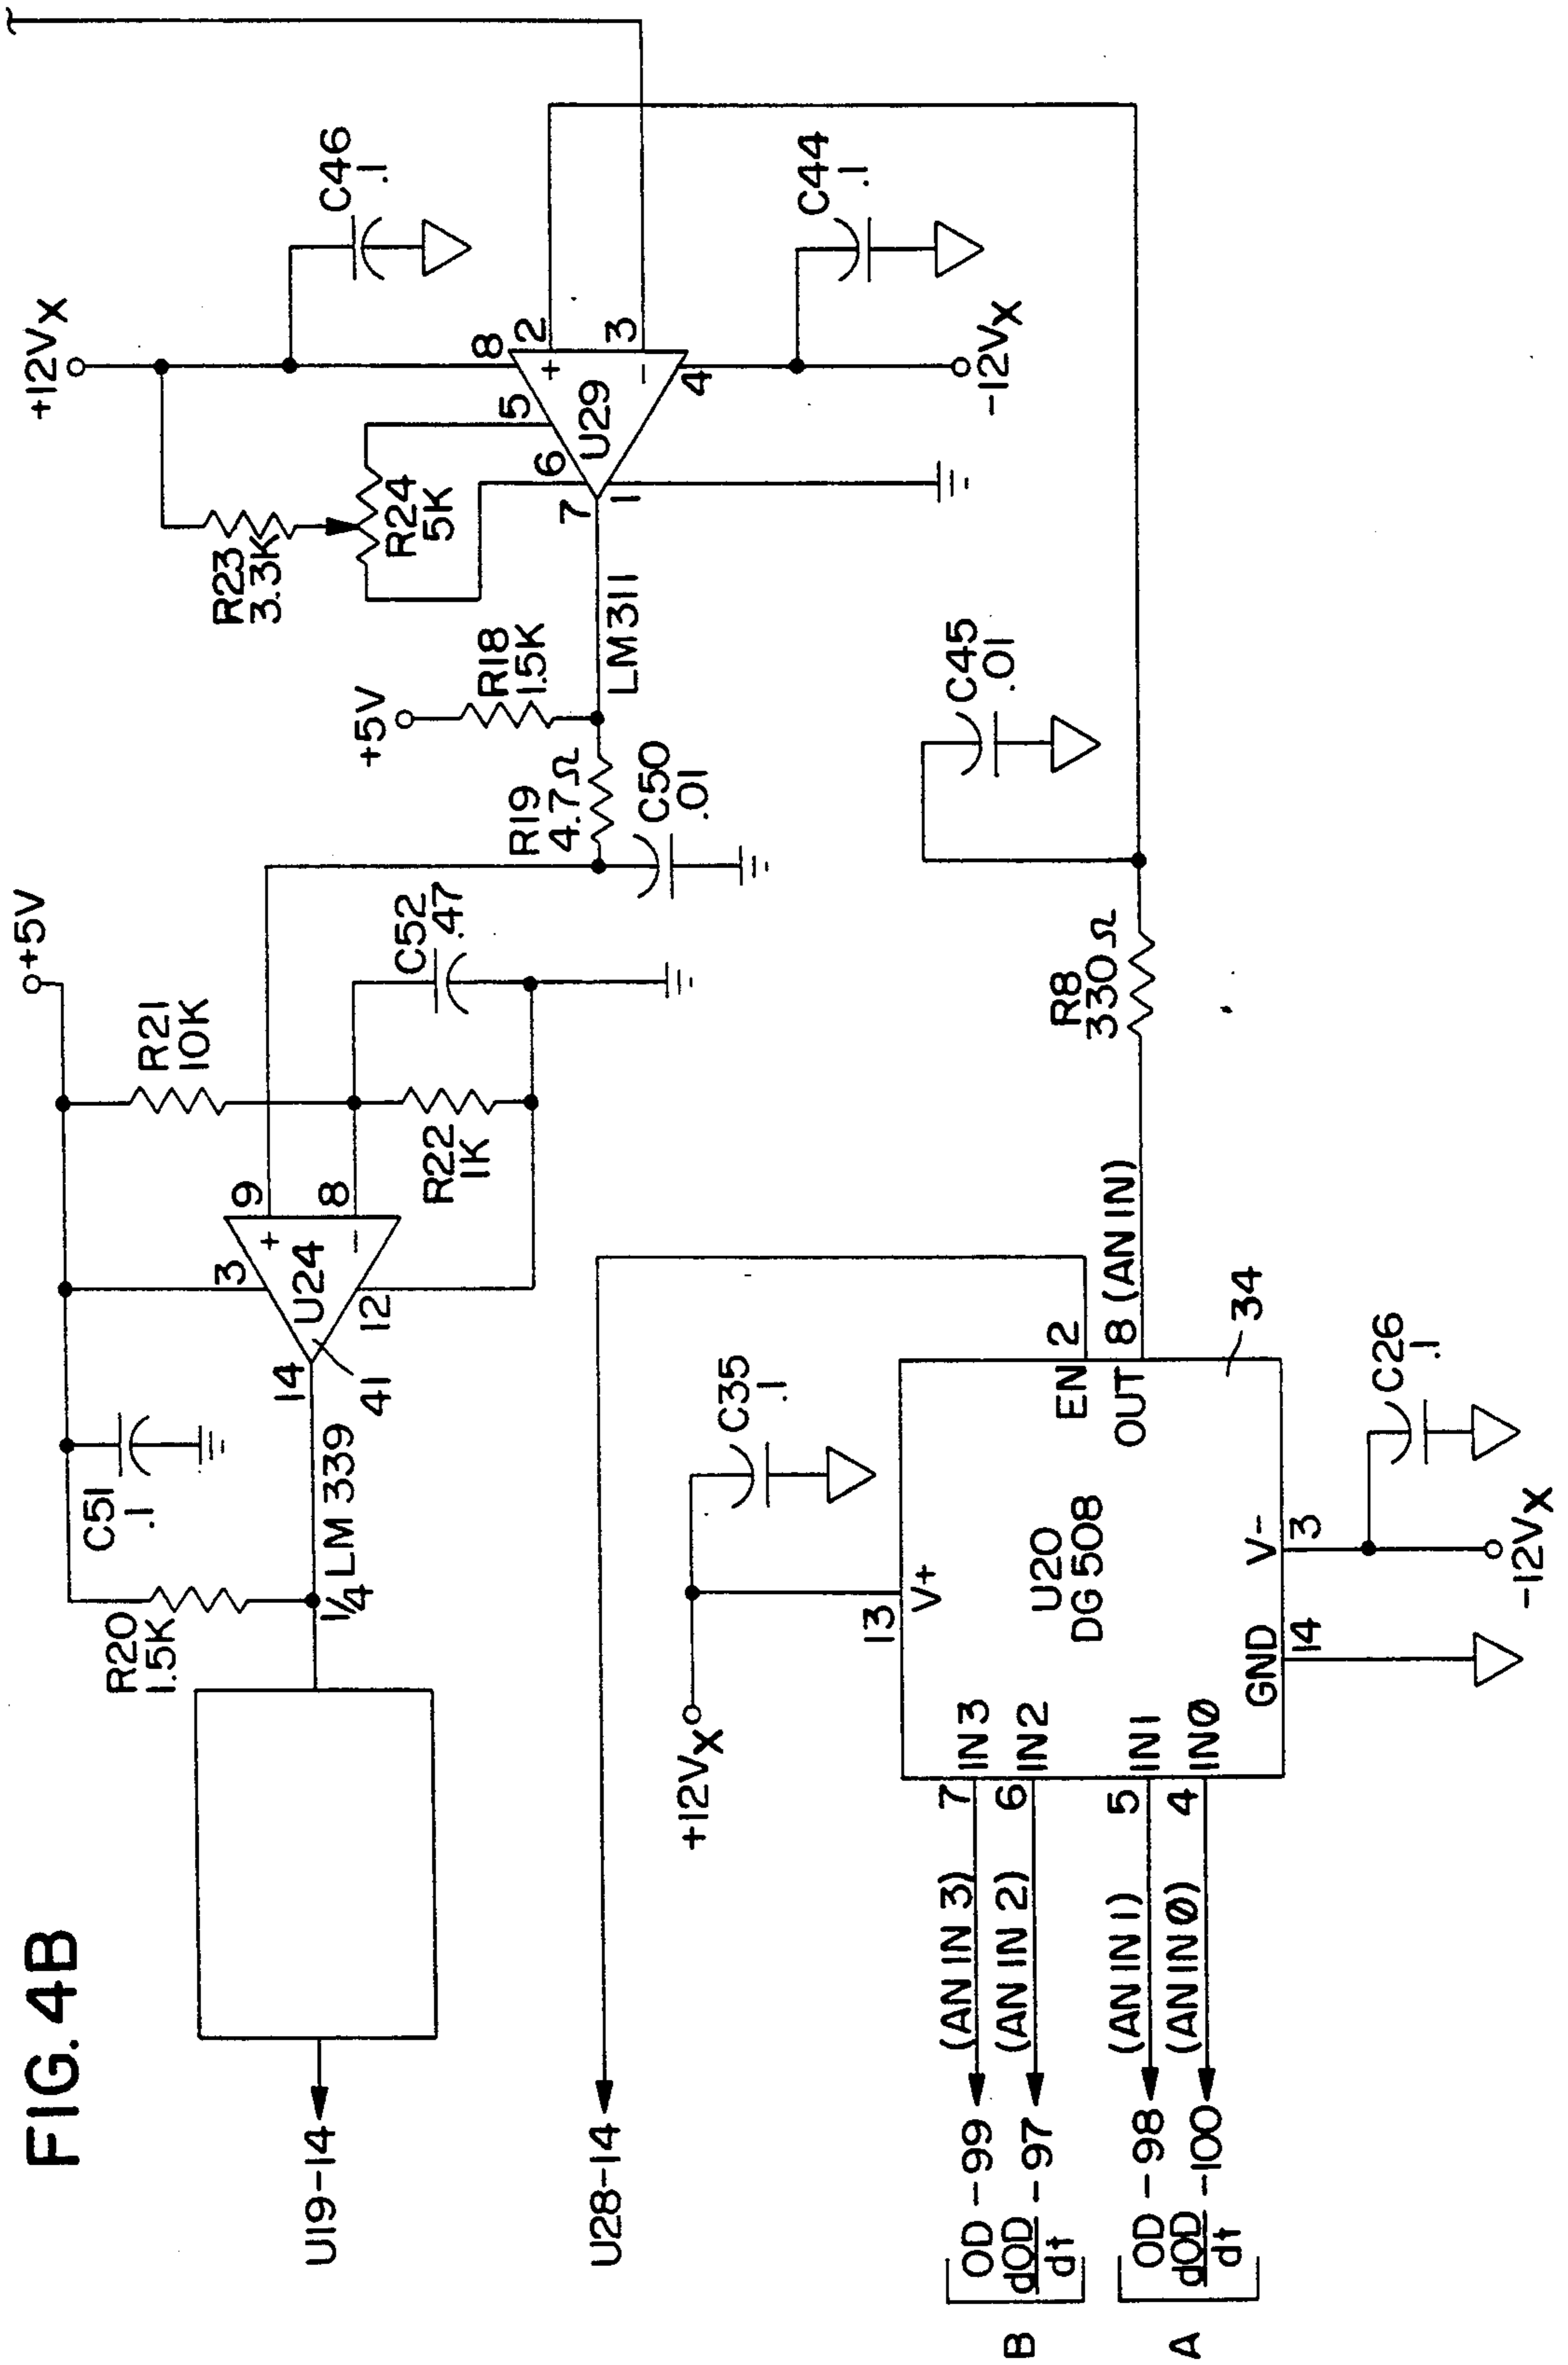 FIG. 4B
+12VX
C46
.1
8
2
+
3
−
5
6
U29
4
7
1
R23
3.3K
R24
5K
C44
.1
-12VX
LM311
+5V
R18
1.5K
R19
4.7Ω
C50
.01
C45
.01
+5V
R21
10K
C52
.47
R22
1K
9
+
8
−
3
U24
12
14
41
C51
.1
1/4 LM 339
R20
1.5K
U19-14
U28-14
R8
330Ω
8 (AN IN)
2
EN
OUT
34
C35
.1
+12VX
13
V+
U20
DG 508
V−
3
C26
.1
-12VX
GND
14
IN3
IN2
IN1
IN0
7
6
5
4
(AN IN 3)
(AN IN 2)
(AN IN 1)
(AN IN 0)
B
OD -99
dOD -97
dt
A
OD -98
dOD -100
dt